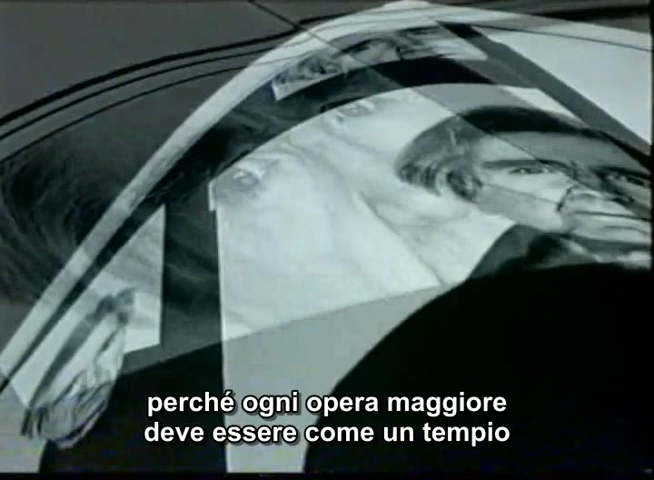 perché ogni opera maggiore
deve essere come un tempio